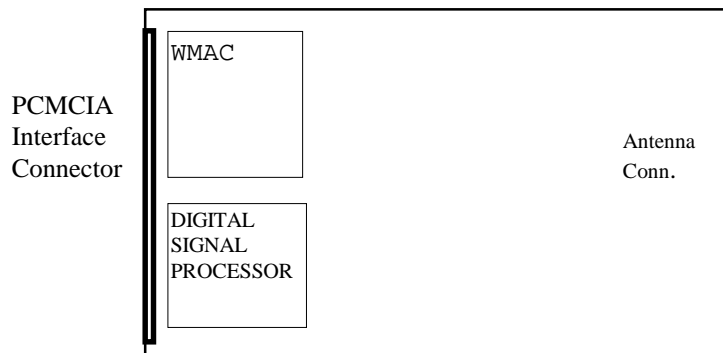 WMAC
PCMCIA
Interface
Connector
Antenna
Conn.
DIGITAL
SIGNAL
PROCESSOR